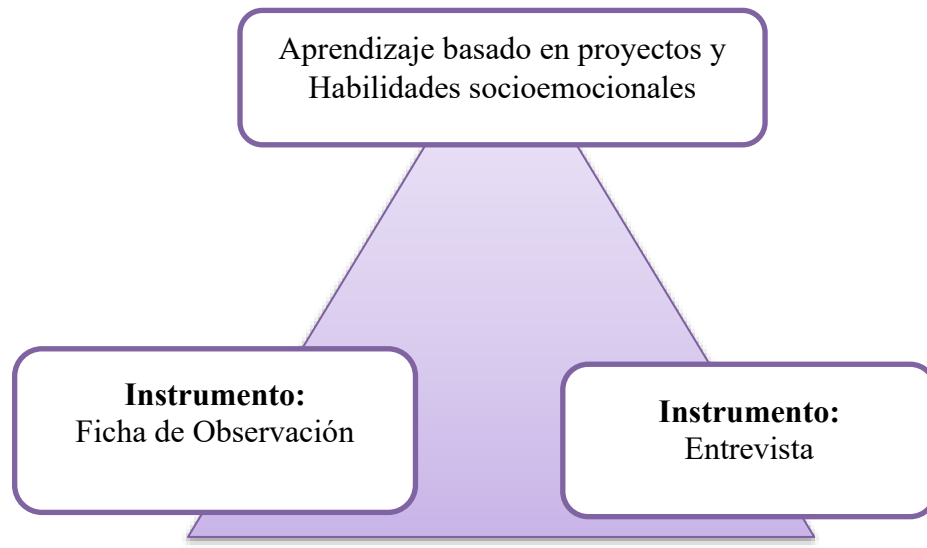 Aprendizaje basado en proyectos y
Habilidades socioemocionales
Instrumento:
Ficha de Observación
Instrumento:
Entrevista